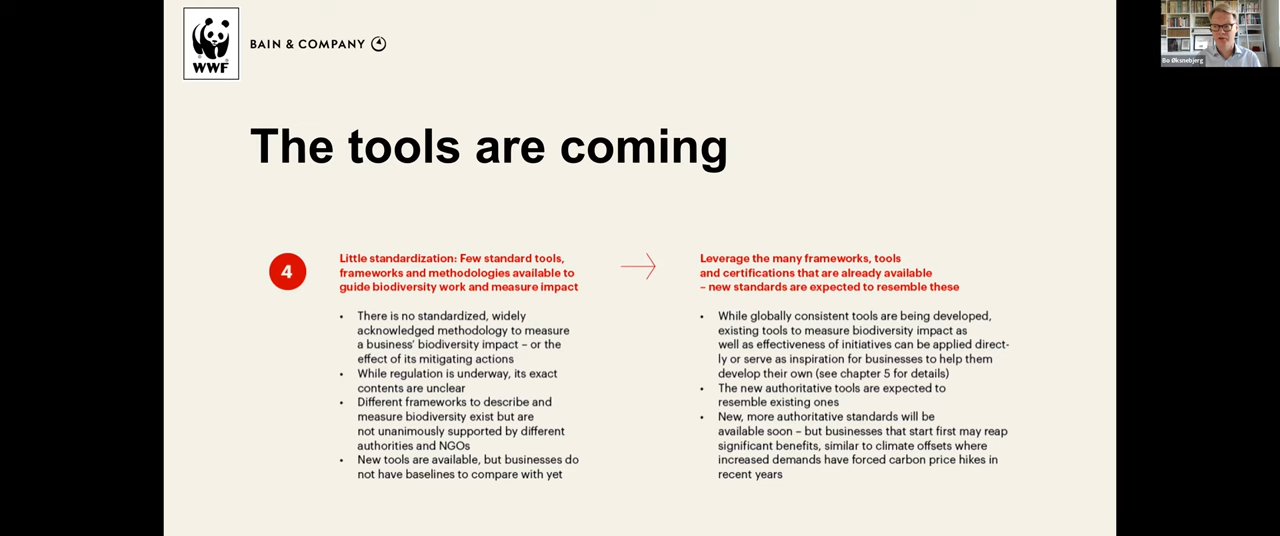 WWF
BAIN & COMPANY
Bo Øksnebjerg
The tools are coming
4
Little standardization: Few standard tools,
frameworks and methodologies available to
guide biodiversity work and measure impact
• There is no standardized, widely
acknowledged methodology to measure
a business’ biodiversity impact – or the
effect of its mitigating actions
• While regulation is underway, its exact
contents are unclear
• Different frameworks to describe and
measure biodiversity exist but are
not unanimously supported by different
authorities and NGOs
• New tools are available, but businesses do
not have baselines to compare with yet
Leverage the many frameworks, tools
and certifications that are already available
– new standards are expected to resemble these
• While globally consistent tools are being developed,
existing tools to measure biodiversity impact as
well as effectiveness of initiatives can be applied direct-
ly or serve as inspiration for businesses to help them
develop their own (see chapter 5 for details)
• The new authoritative tools are expected to
resemble existing ones
• New, more authoritative standards will be
available soon – but businesses that start first may reap
significant benefits, similar to climate offsets where
increased demands have forced carbon price hikes in
recent years